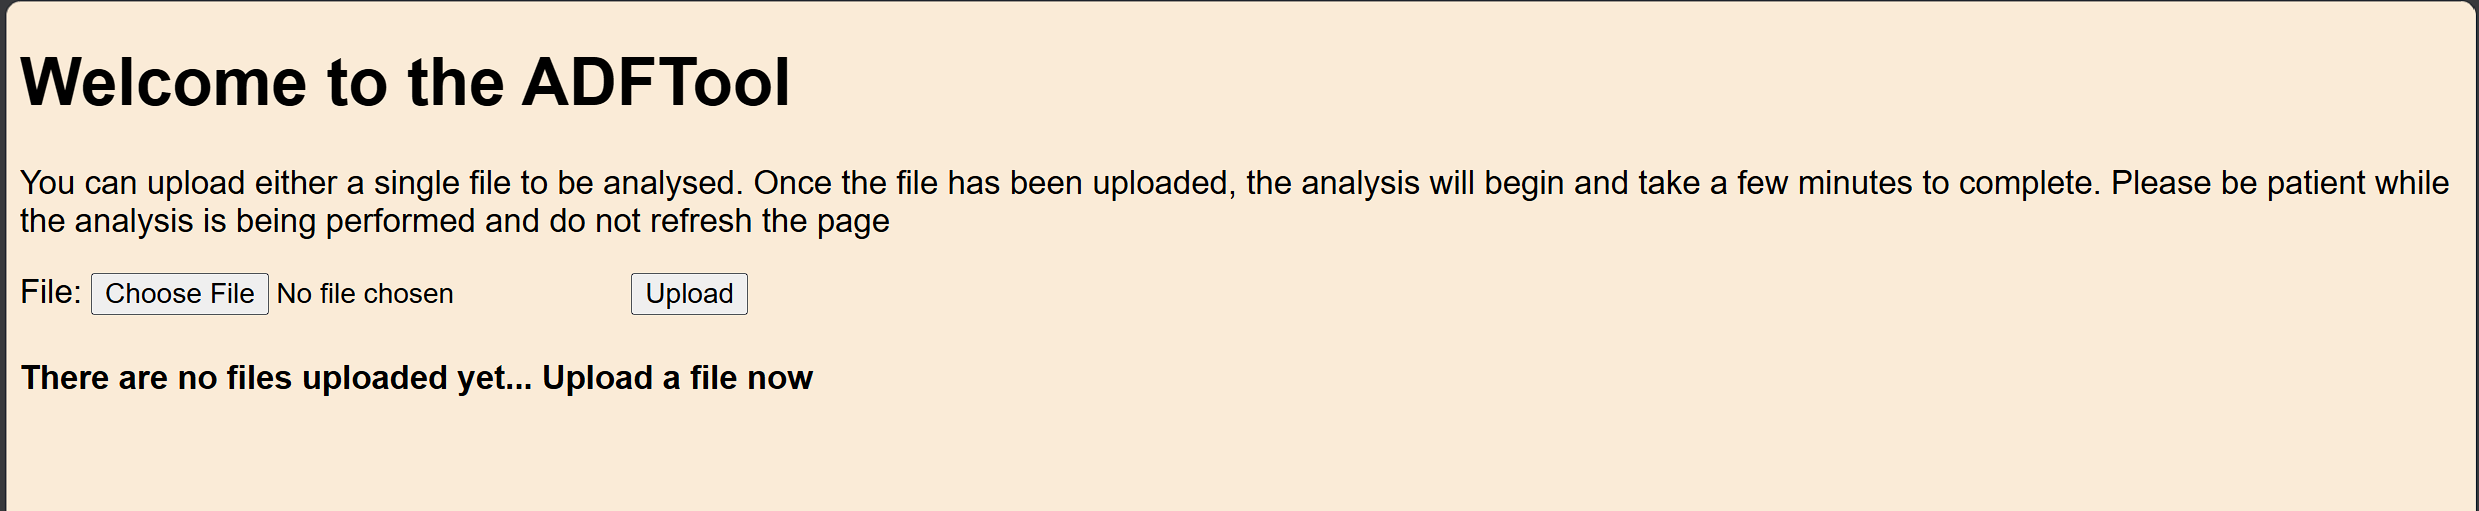 Welcome to the ADFTool
You can upload either a single file to be analysed. Once the file has been uploaded, the analysis will begin and take a few minutes to complete. Please be patient while
the analysis is being performed and do not refresh the page
File: Choose File No file chosen Upload
There are no files uploaded yet... Upload a file now